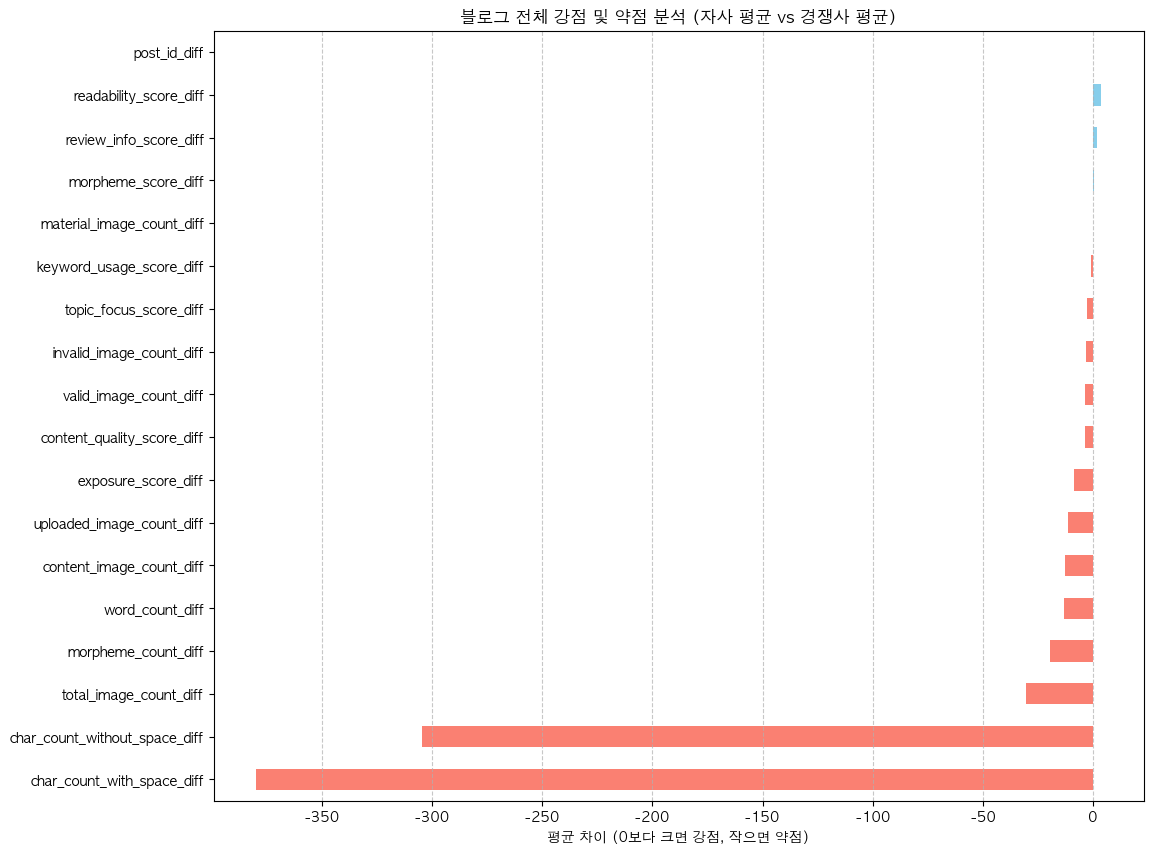 블로그 전체 강점 및 약점 분석 (자사 평균 vs 경쟁사 평균)
post_id_diff
readability_score_diff
review_info_score_diff
morpheme_score_diff
material_image_count_diff
keyword_usage_score_diff
topic_focus_score_diff
invalid_image_count_diff
valid_image_count_diff
content_quality_score_diff
exposure_score_diff
uploaded_image_count_diff
content_image_count_diff
word_count_diff
morpheme_count_diff
total_image_count_diff
char_count_without_space_diff
char_count_with_space_diff
-350 -300 -250 -200 -150 -100 -50 0
평균 차이 (0보다 크면 강점, 작으면 약점)